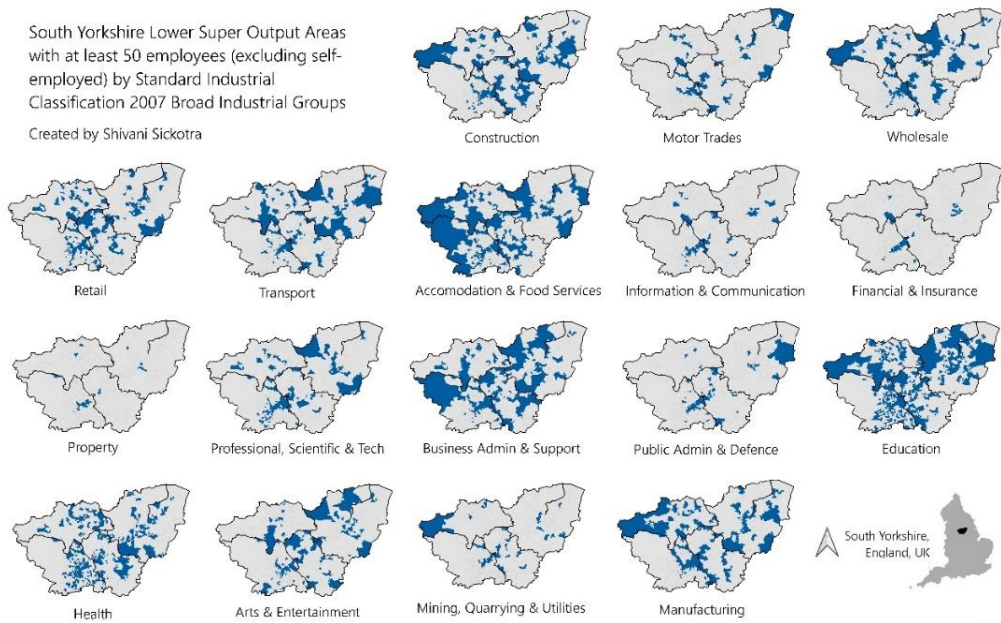 South Yorkshire Lower Super Output Areas
with at least 50 employees (excluding self-
employed) by Standard Industrial
Classification 2007 Broad Industrial Groups
Created by Shivani Sickotra
Construction
Motor Trades
Wholesale
Retail
Transport
Accomodation & Food Services
Information & Communication
Financial & Insurance
Property
Professional, Scientific & Tech
Business Admin & Support
Public Admin & Defence
Education
Health
Arts & Entertainment
Mining, Quarrying & Utilities
Manufacturing
South Yorkshire,
England, UK